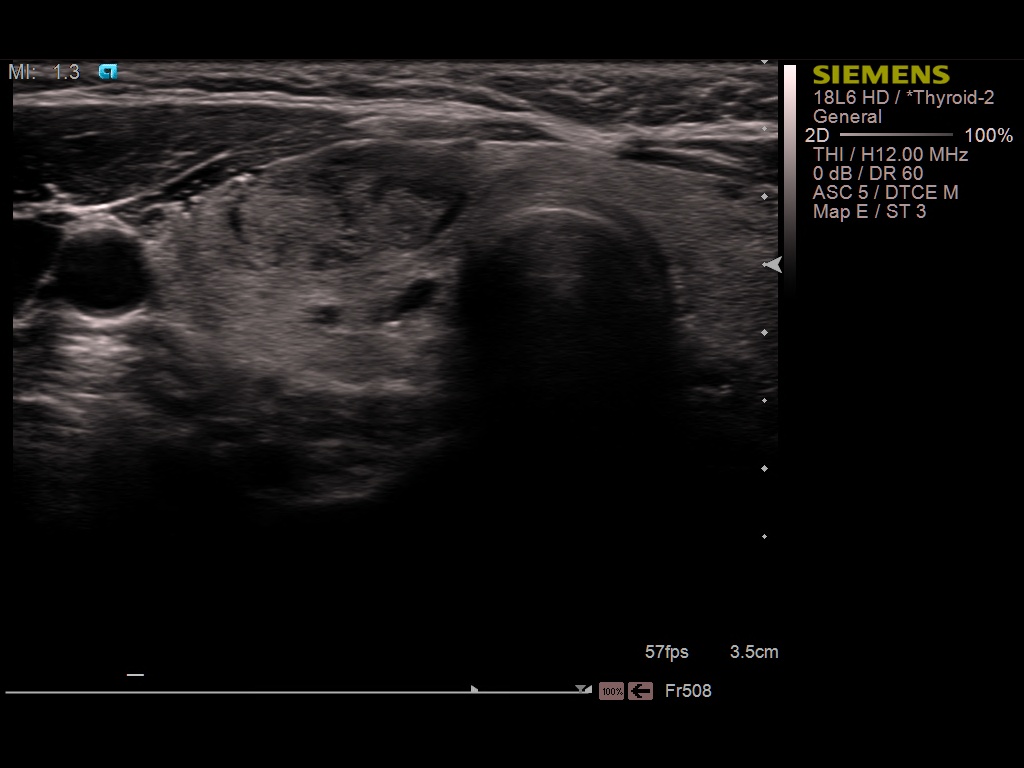 MI: 1.3
SIEMENS
18L6 HD / *Thyroid-2
General
2D 100%
THI / H12.00 MHz
0 dB / DR 60
ASC 5 / DTCE M
Map E / ST 3
57fps 3.5cm
100% Fr508